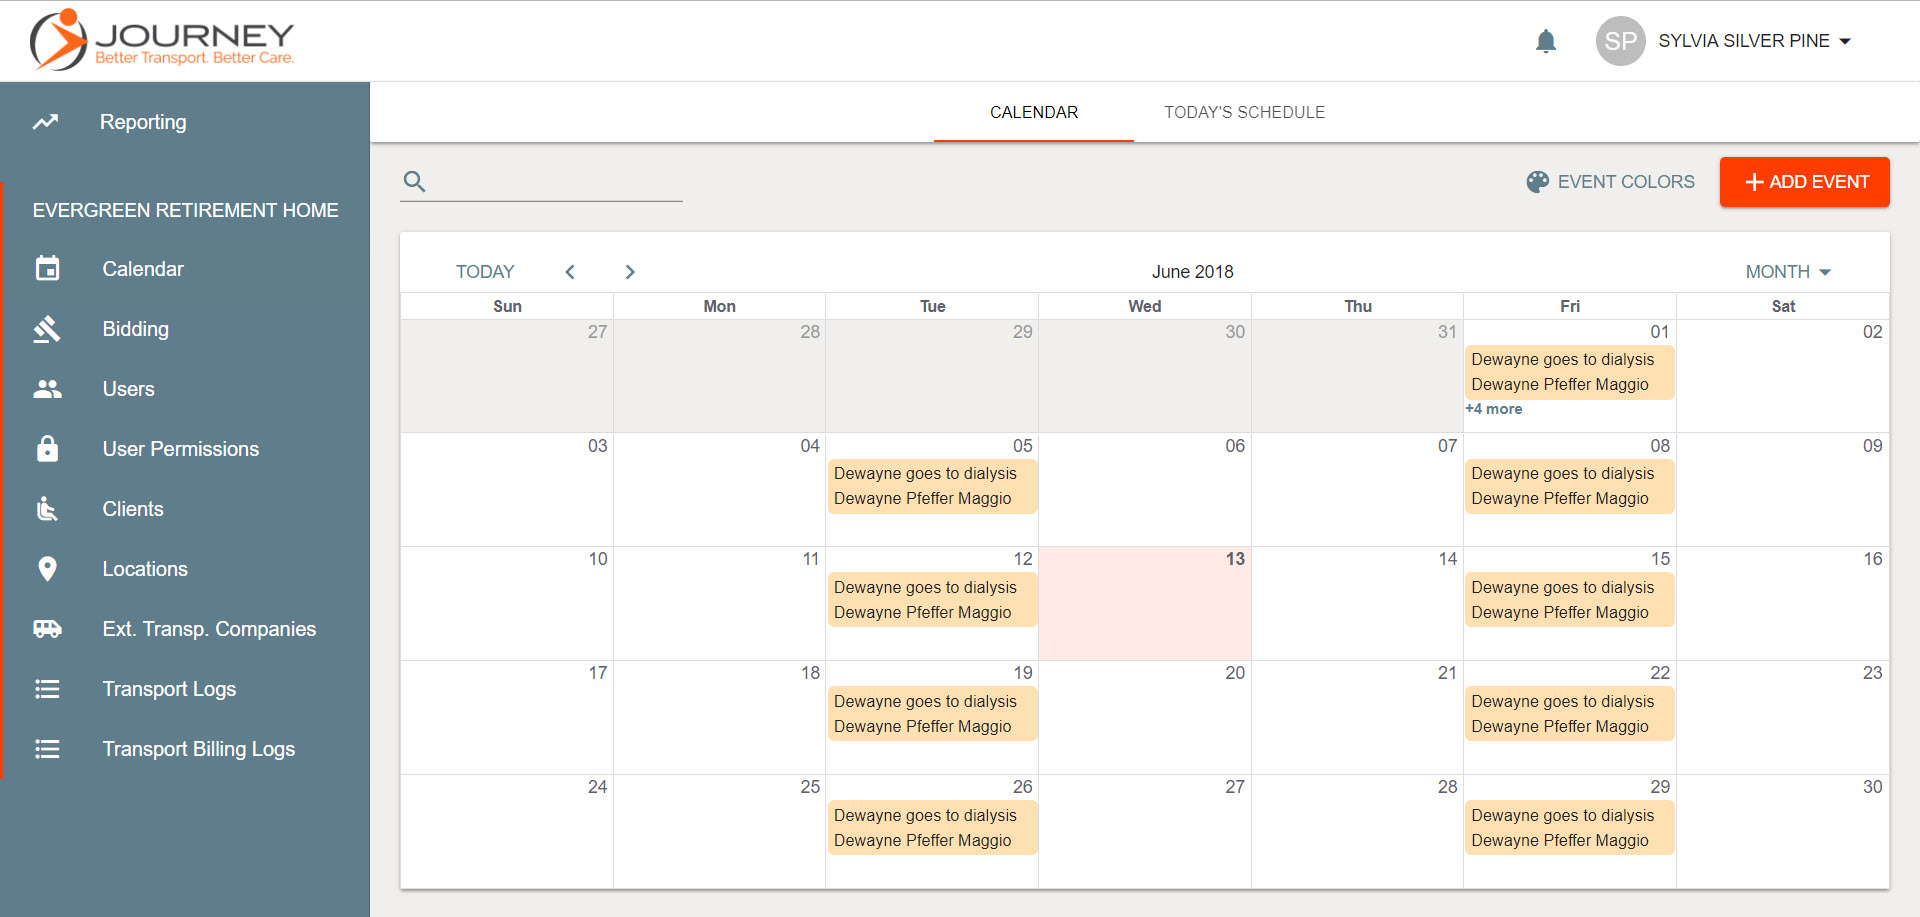 JOURNEY
Better Transport. Better Care.
SP
SYLVIA SILVER PINE
Reporting
EVERGREEN RETIREMENT HOME
Calendar
Bidding
Users
User Permissions
Clients
Locations
Ext. Transp. Companies
Transport Logs
Transport Billing Logs
CALENDAR TODAY'S SCHEDULE
EVENT COLORS + ADD EVENT
TODAY June 2018 MONTH
Sun Mon Tue Wed Thu Fri Sat
27 28 29 30 31 01 02
Dewayne goes to dialysis
Dewayne Pfeffer Maggio
+4 more
03 04 05 06 07 08 09
Dewayne goes to dialysis Dewayne goes to dialysis
Dewayne Pfeffer Maggio Dewayne Pfeffer Maggio
10 11 12 13 14 15 16
Dewayne goes to dialysis Dewayne goes to dialysis
Dewayne Pfeffer Maggio Dewayne Pfeffer Maggio
17 18 19 20 21 22 23
Dewayne goes to dialysis Dewayne goes to dialysis
Dewayne Pfeffer Maggio Dewayne Pfeffer Maggio
24 25 26 27 28 29 30
Dewayne goes to dialysis Dewayne goes to dialysis
Dewayne Pfeffer Maggio Dewayne Pfeffer Maggio